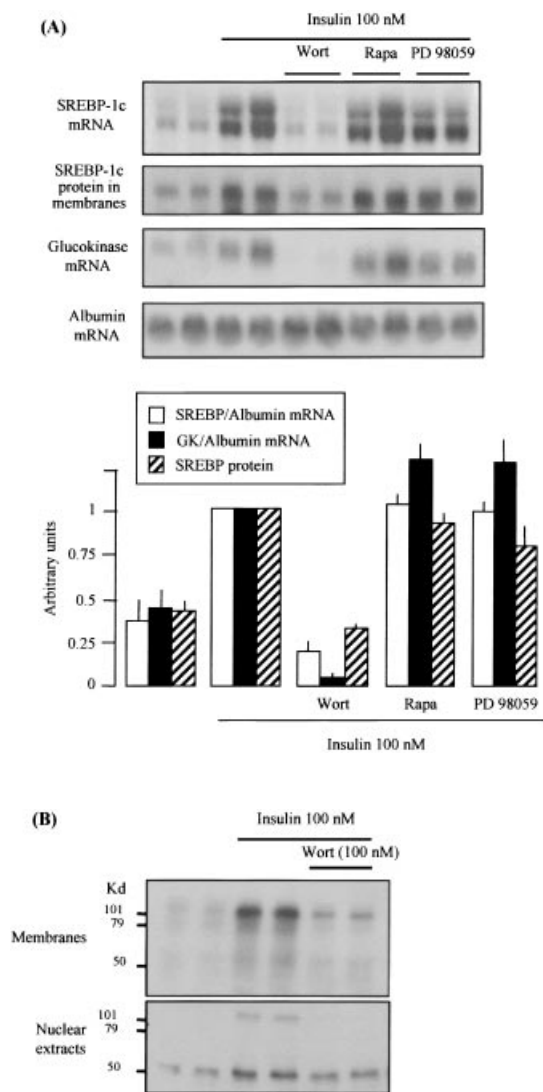 (A)
Insulin 100 nM
Wort Rapa PD 98059
SREBP-1c
mRNA
SREBP-1c
protein in
membranes
Glucokinase
mRNA
Albumin
mRNA
SREBP/Albumin mRNA
GK/Albumin mRNA
SREBP protein
Arbitrary units
1
0.75
0.5
0.25
0
Wort Rapa PD 98059
Insulin 100 nM
(B)
Insulin 100 nM
Wort (100 nM)
Kd
101
79
Membranes
50
101
79
Nuclear
extracts
50